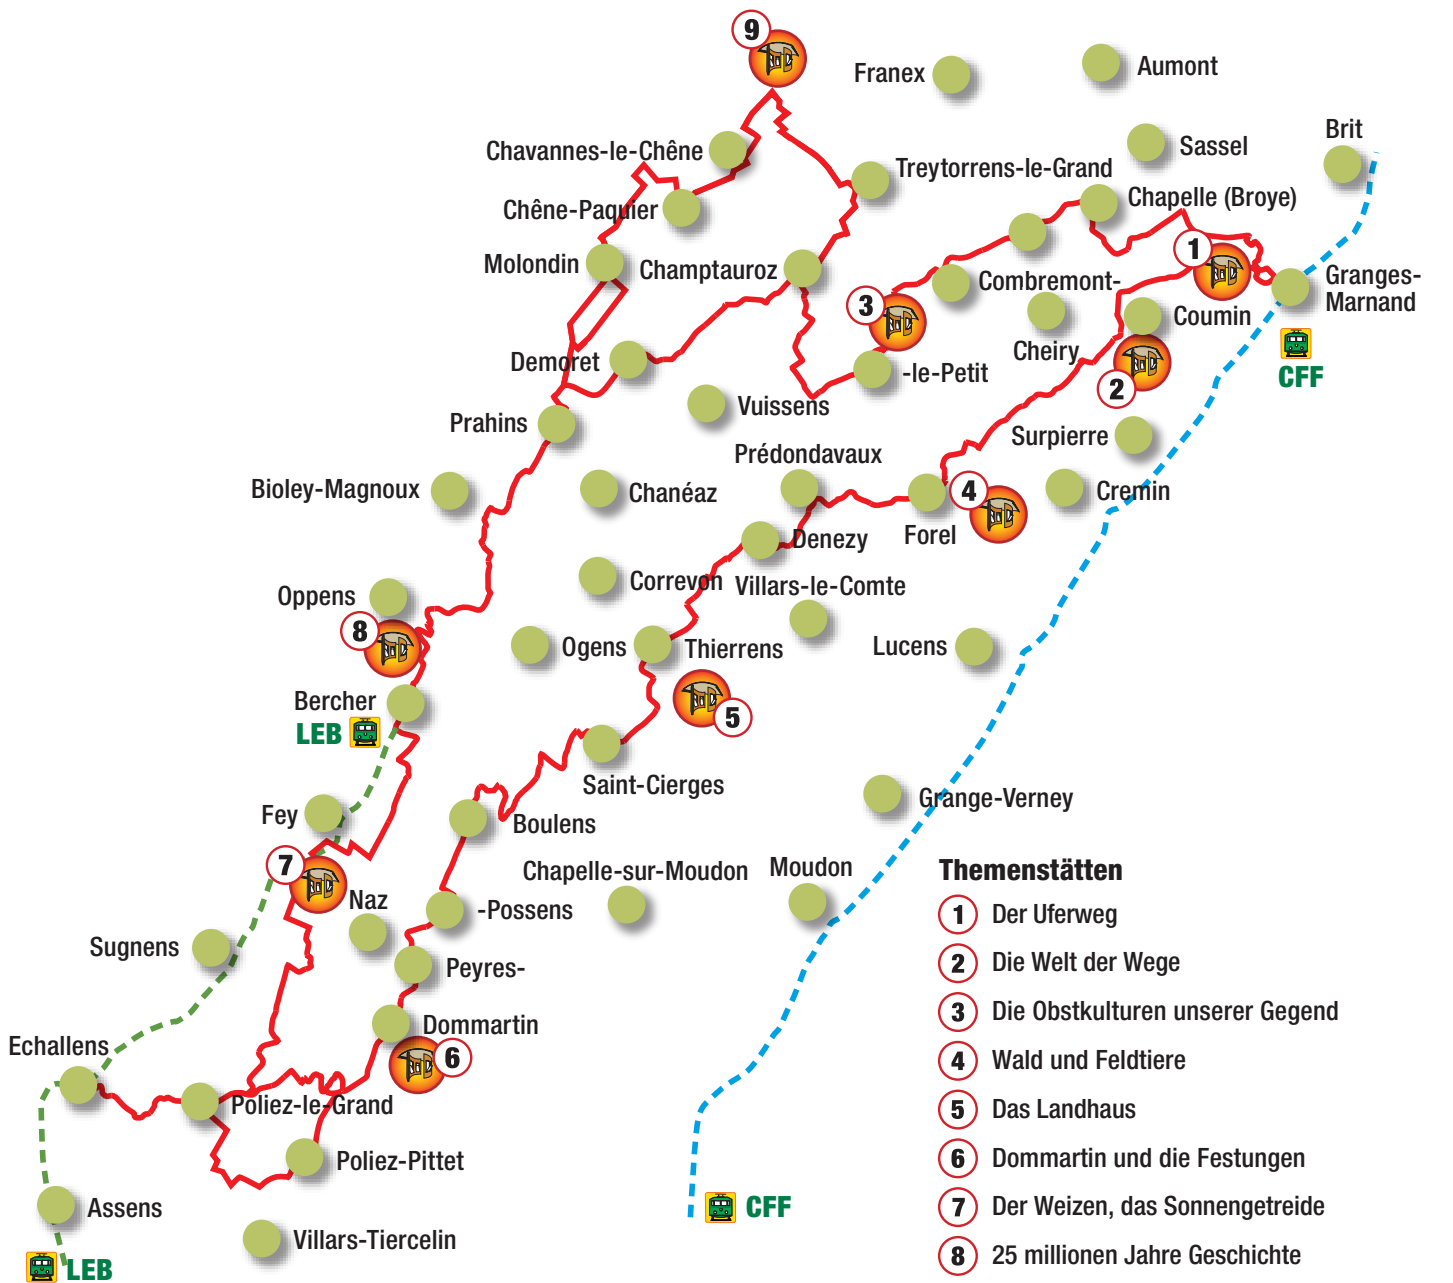 9
Franex
Aumont
Brit
Chavannes-le-Chêne
Sassel
Treytorrens-le-Grand
Chêne-Paquier
Chapelle (Broye)
1
Molondin
Champtauroz
Combremont-
Granges-
Marnand
3
Coumin
Cheiry
Demoret
-le-Petit
CFF
2
Vuissens
Prahins
Surpierre
Prédondavaux
Bioley-Magnoux
Chanéaz
4
Cremin
Forel
Denezy
Correvon
Villars-le-Comte
Oppens
8
Ogens
Thierrens
Lucens
Bercher
5
LEB
Saint-Cierges
Grange-Verney
Fey
Boulens
7
Chapelle-sur-Moudon
Moudon
Naz
-Possens
Sugnens
Peyres-
Dommartin
Echallens
6
Poliez-le-Grand
Poliez-Pittet
Assens
CFF
Villars-Tiercelin
LEB
Themenstätten
1 Der Uferweg
2 Die Welt der Wege
3 Die Obstkulturen unserer Gegend
4 Wald und Feldtiere
5 Das Landhaus
6 Dommartin und die Festungen
7 Der Weizen, das Sonnengetreide
8 25 millionen Jahre Geschichte